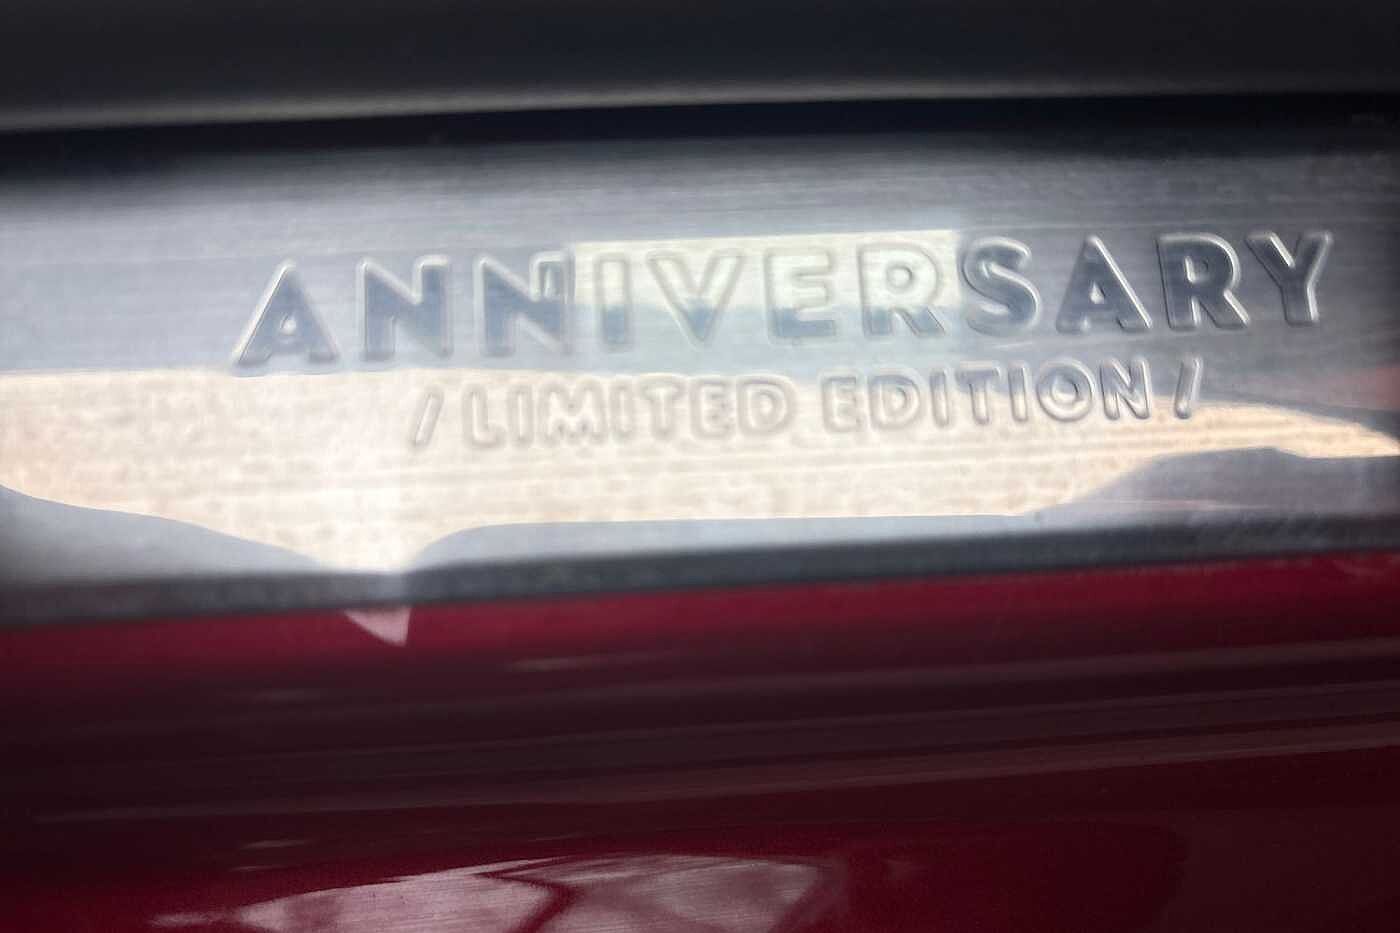 ANNIVERSARY
/ LIMITED EDITION /